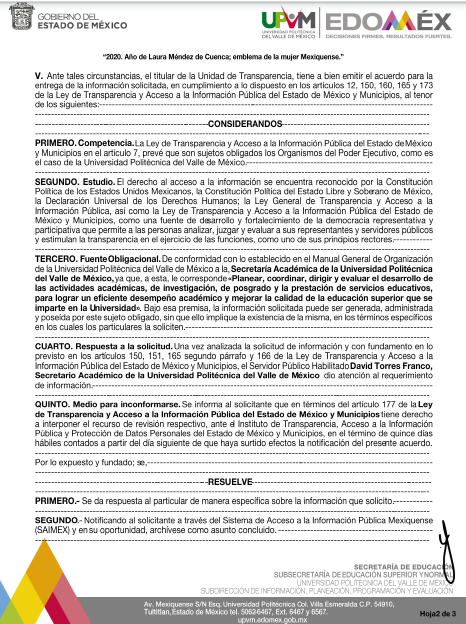 GOBIERNO DEL
ESTADO DE MÉXICO
UPVM
UNIVERSIDAD POLITÉCNICA
DEL VALLE DE MÉXICO
EDOMÉX
DECISIONES FIRMES, RESULTADOS FUERTES.
"2020. Año de Laura Méndez de Cuenca; emblema de la mujer Mexiquense."
V. Ante tales circunstancias, el titular de la Unidad de Transparencia, tiene a bien emitir el acuerdo para la
entrega de la información solicitada, en cumplimiento a lo dispuesto en los artículos 12, 150, 160, 165 y 173
de la Ley de Transparencia y Acceso a la Información Pública del Estado de México y Municipios, al tenor
de los siguientes:
CONSIDERANDOS
PRIMERO. Competencia. La Ley de Transparencia y Acceso a la Información Pública del Estado de México
y Municipios en el artículo 7, prevé que son sujetos obligados los Organismos del Poder Ejecutivo, como es
el caso de la Universidad Politécnica del Valle de México.
SEGUNDO. Estudio. El derecho al acceso a la información se encuentra reconocido por la Constitución
Política de los Estados Unidos Mexicanos, la Constitución Política del Estado Libre y Soberano de México,
la Declaración Universal de los Derechos Humanos; la Ley General de Transparencia y Acceso a la
Información Pública, así como la Ley de Transparencia y Acceso a la Información Pública del Estado de
México y Municipios, como una fuente de desarrollo y fortalecimiento de la democracia representativa y
participativa que permite a las personas analizar, juzgar y evaluar a sus representantes y servidores públicos
y estimulan la transparencia en el ejercicio de las funciones, como uno de sus principios rectores.
TERCERO. Fuente Obligacional. De conformidad con lo establecido en el Manual General de Organización
de la Universidad Politécnica del Valle de México a la, Secretaría Académica de la Universidad Politécnica
del Valle de México, ya que, a esta, le corresponde «Planear, coordinar, dirigir y evaluar el desarrollo de
las actividades académicas, de investigación, de posgrado y la prestación de servicios educativos,
para lograr un eficiente desempeño académico y mejorar la calidad de la educación superior que se
imparte en la Universidad». Bajo esa premisa, la información solicitada puede ser generada, administrada
y poseida por este sujeto obligado, sin que ello implique la existencia de la misma, en los términos específicos
en los cuales los particulares la soliciten.
CUARTO. Respuesta a la solicitud. Una vez analizada la solicitud de información y con fundamento en lo
previsto en los artículos 150, 151, 165 segundo párrafo y 166 de la Ley de Transparencia y Acceso a la
Información Pública del Estado de México y Municipios, el Servidor Público Habilitado David Torres Franco,
Secretario Académico de la Universidad Politécnica del Valle de México dio atención al requerimiento
de información.
QUINTO. Medio para inconformarse. Se informa al solicitante que en términos del artículo 177 de la Ley
de Transparencia y Acceso a la Información Pública del Estado de México y Municipios tiene derecho
a interponer el recurso de revisión respectivo, ante el Instituto de Transparencia, Acceso a la Información
Pública y Protección de Datos Personales del Estado de México y Municipios, en el término de quince días
hábiles contados a partir del día siguiente de que haya surtido efectos la notificación del presente acuerdo.
Por lo expuesto y fundado; se,
RESUELVE
PRIMERO.- Se da respuesta al particular de manera específica sobre la información que solicito.
SEGUNDO.- Notificando al solicitante a través del Sistema de Acceso a la Información Pública Mexiquense
(SAIMEX) y en su oportunidad, archívese como asunto concluido.
SECRETARÍA DE EDUCACIÓN
SUBSECRETARÍA DE EDUCACIÓN SUPERIOR Y NORMAL
UNIVERSIDAD POLITÉCNICA DEL VALLE DE MÉXICO
SUBDIRECCIÓN DE INFORMACIÓN, PLANEACIÓN, PROGRAMACIÓN Y EVALUACIÓN
Av. Mexiquense S/N Esq. Universidad Politécnica Col. Villa Esmeralda C.P. 54910,
Tultitlan, Estado de México tel. 50626467, Ext. 6467 y 6567.
upvm.edomex.gob.mx
Hoja2 de 3